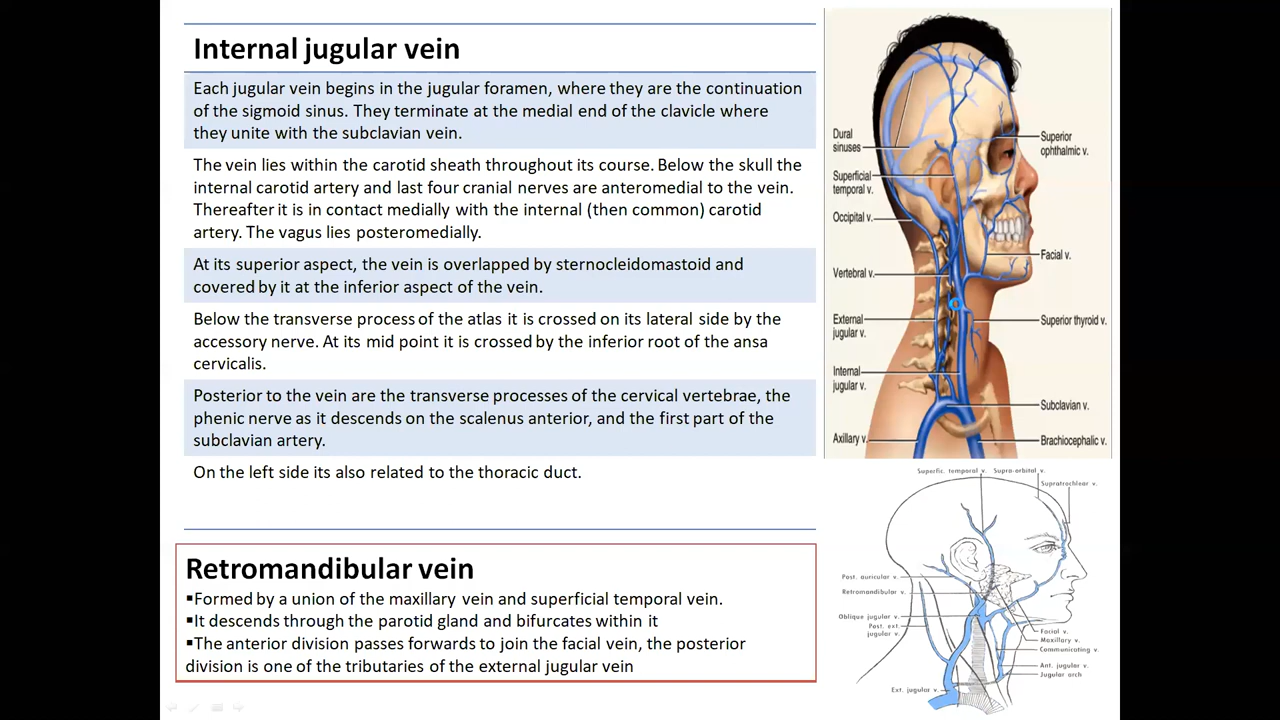 Internal jugular vein
Each jugular vein begins in the jugular foramen, where they are the continuation
of the sigmoid sinus. They terminate at the medial end of the clavicle where
they unite with the subclavian vein.
The vein lies within the carotid sheath throughout its course. Below the skull the
internal carotid artery and last four cranial nerves are anteromedial to the vein.
Thereafter it is in contact medially with the internal (then common) carotid
artery. The vagus lies posteromedially.
At its superior aspect, the vein is overlapped by sternocleidomastoid and
covered by it at the inferior aspect of the vein.
Below the transverse process of the atlas it is crossed on its lateral side by the
accessory nerve. At its mid point it is crossed by the inferior root of the ansa
cervicalis.
Posterior to the vein are the transverse processes of the cervical vertebrae, the
phenic nerve as it descends on the scalenus anterior, and the first part of the
subclavian artery.
On the left side its also related to the thoracic duct.
Retromandibular vein
▪Formed by a union of the maxillary vein and superficial temporal vein.
▪It descends through the parotid gland and bifurcates within it
▪The anterior division passes forwards to join the facial vein, the posterior
division is one of the tributaries of the external jugular vein
Dural
sinuses
Superficial
temporal v.
Occipital v.
Vertebral v.
External
jugular v.
Internal
jugular v.
Axillary v.
Superior
ophthalmic v.
Facial v.
Superior thyroid v.
Subclavian v.
Brachiocephalic v.
Superfic. temporal v.
Supra-orbital v.
Supratrochlear v.
Post. auricular v.
Retromandibular v.
Oblique jugular v.
Post. ext.
jugular v.
Ext. jugular v.
Facial v.
Maxillary v.
Communicating v.
Ant. jugular v.
Jugular arch